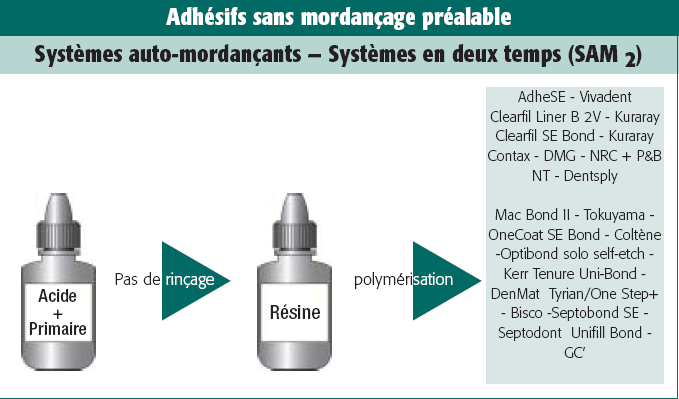 Adhésifs sans mordançage préalable
Systèmes auto-mordançants – Systèmes en deux temps (SAM 2)
Acide
+
Primaire
Pas de rinçage
Résine
polymérisation
AdheSE - Vivadent
Clearfil Liner B 2V - Kuraray
Clearfil SE Bond - Kuraray
Contax - DMG - NRC + P&B
NT - Dentsply
Mac Bond II - Tokuyama -
OneCoat SE Bond - Coltène
-Optibond solo self-etch -
Kerr Tenure Uni-Bond -
DenMat Tyrian/One Step+
- Bisco -Septobond SE -
Septodont Unifill Bond -
GC’